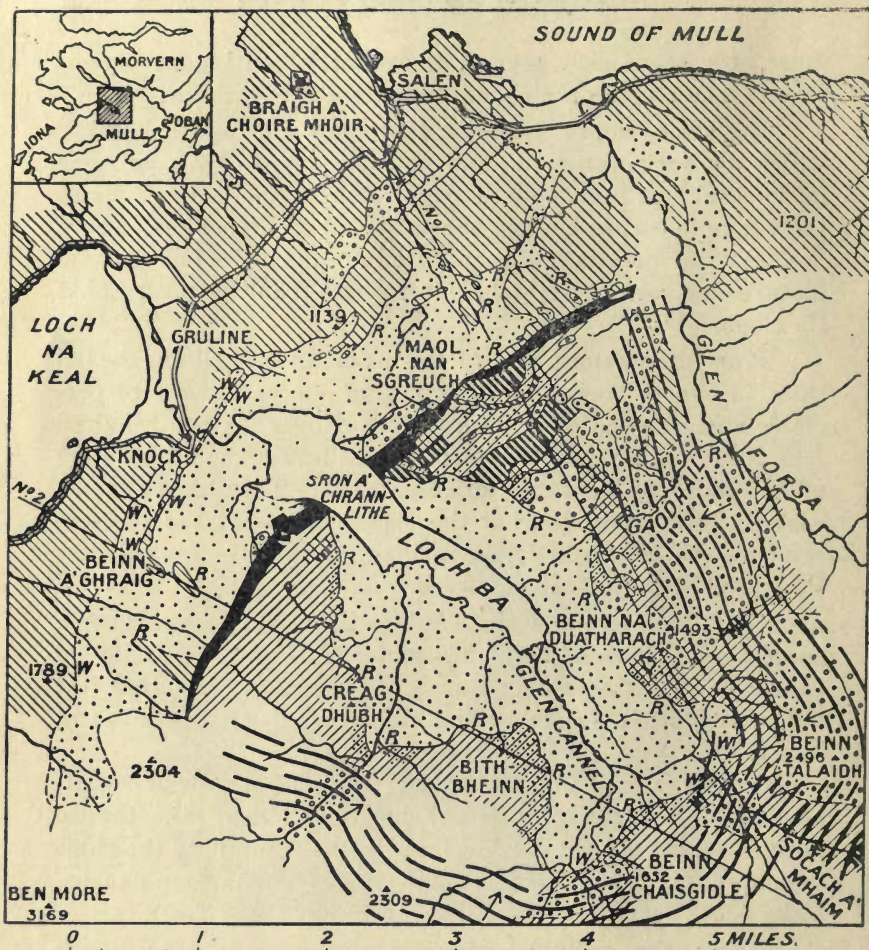 SOUND OF MULL
MORVERN
IONA
MULL
OBAN
SALEN
BRAIGH A'
CHOIRE MHOIR
No1
1201
LOCH
NA
KEAL
GRULINE
1139
R
R
R
R
MAOL
NAN
SGREUCH
GLEN
FORSA
W
W
KNOCK
No2
SRON A'
CHRANN-
LITHE
R
R
R
GAODHAIL
W
W
W
BEINN
A'GHRAIG
R
LOCH BA
R
BEINN NA
DUATHARACH
1493
R
1789
W
R
CREAG
DHUBH
GLEN CANNEL
R
R
2304
BITH
BHEINN
R
R
W
W
W
BEINN
2496
TALAIDH
SOCACH A'
MHAIM
W
BEINN
1652
CHAISGIDLE
BEN MORE
3169
2309
0 1 2 3 4 5 MILES.